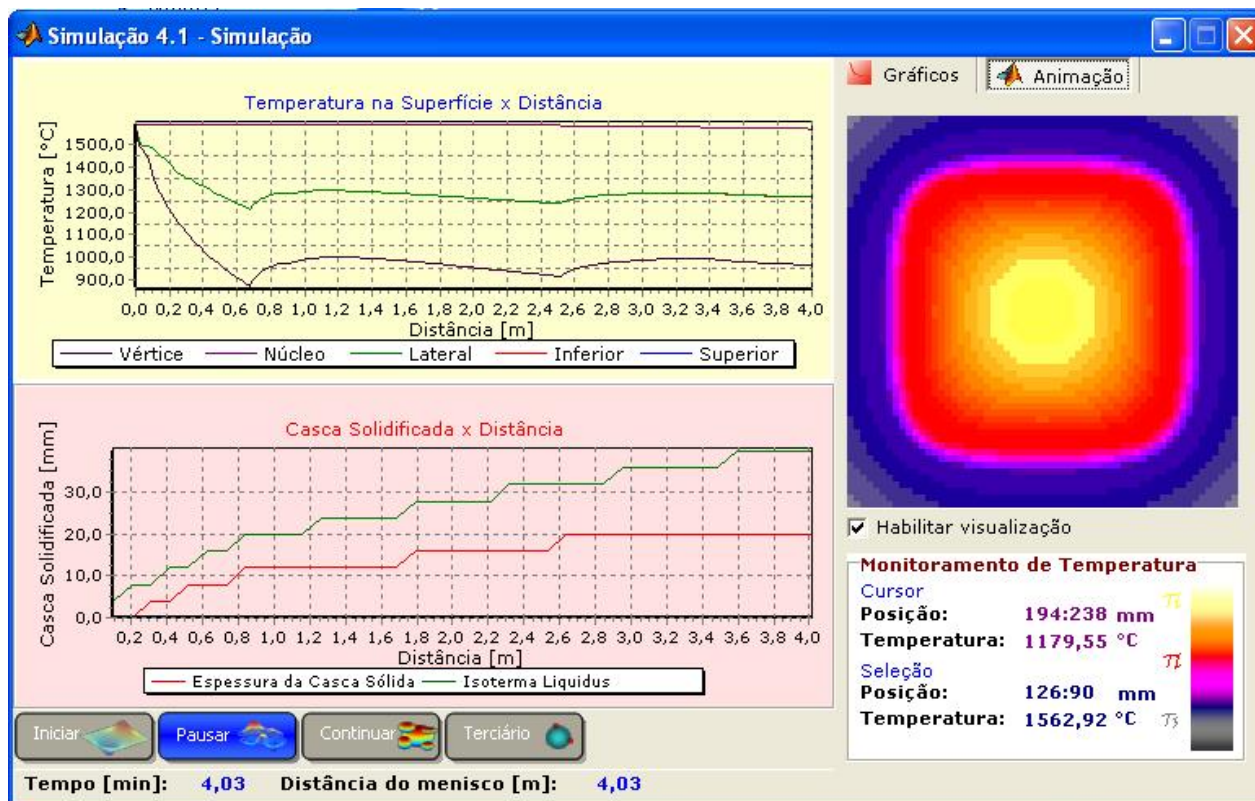 Simulação 4.1 - Simulação
Gráficos Animação
Temperatura na Superfície x Distância
Temperatura [°C]
1500,0
1400,0
1300,0
1200,0
1100,0
1000,0
900,0
0,0 0,2 0,4 0,6 0,8 1,0 1,2 1,4 1,6 1,8 2,0 2,2 2,4 2,6 2,8 3,0 3,2 3,4 3,6 3,8 4,0
Distância [m]
Vértice Núcleo Lateral Inferior Superior
Casca Solidificada x Distância
Casca Solidificada [mm]
30,0
20,0
10,0
0,0
0,2 0,4 0,6 0,8 1,0 1,2 1,4 1,6 1,8 2,0 2,2 2,4 2,6 2,8 3,0 3,2 3,4 3,6 3,8 4,0
Distância [m]
Espessura da Casca Sólida Isoterma Liquidus
Habilitar visualização
Monitoramento de Temperatura
Cursor
Posição: 194:238 mm
Temperatura: 1179,55 °C
Seleção
Posição: 126:90 mm
Temperatura: 1562,92 °C
Iniciar Pausar Continuar Terciário
Tempo [min]: 4,03 Distância do menisco [m]: 4,03